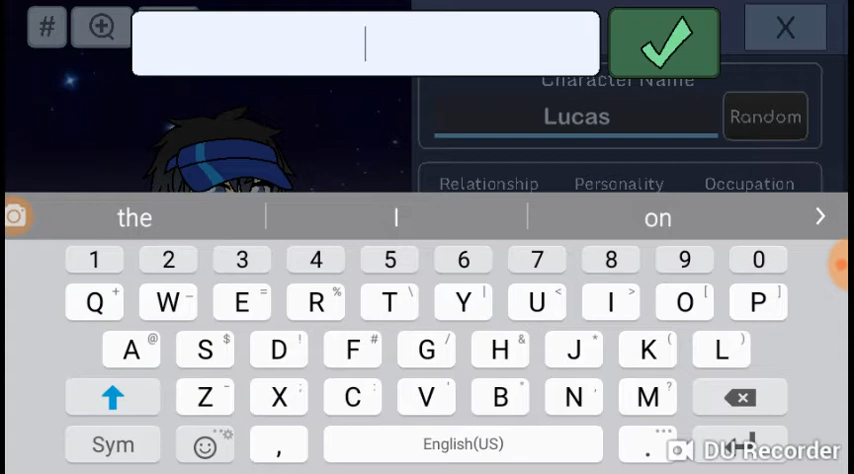 #
X
Character Name
Lucas Random
Relationship Personality Occupation
the I on
1 2 3 4 5 6 7 8 9 0
Q + W _ E = R % T \ Y | U < I > O [ P ]
A @ S $ D ! F # G / H & J * K ( L )
Z - X ; C : V ' B " N , M ?
Sym , English(US) .
DU Recorder